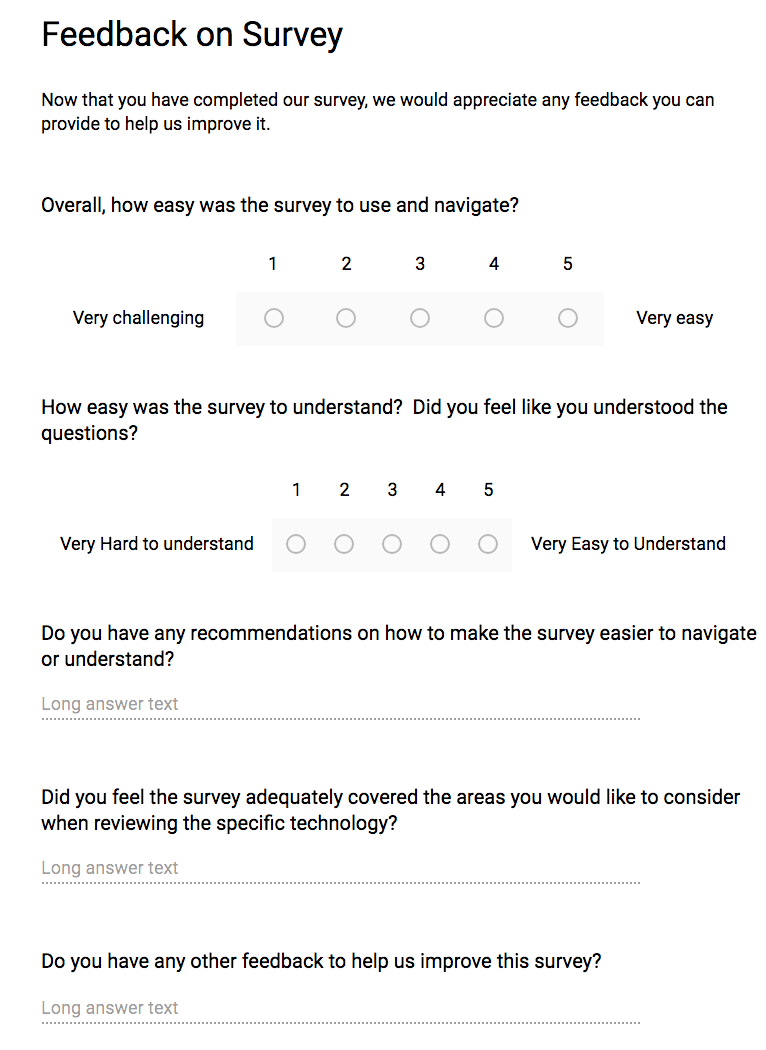 Feedback on Survey
Now that you have completed our survey, we would appreciate any feedback you can
provide to help us improve it.
Overall, how easy was the survey to use and navigate?
1 2 3 4 5
Very challenging Very easy
How easy was the survey to understand?  Did you feel like you understood the
questions?
1 2 3 4 5
Very Hard to understand Very Easy to Understand
Do you have any recommendations on how to make the survey easier to navigate
or understand?
Long answer text
Did you feel the survey adequately covered the areas you would like to consider
when reviewing the specific technology?
Long answer text
Do you have any other feedback to help us improve this survey?
Long answer text